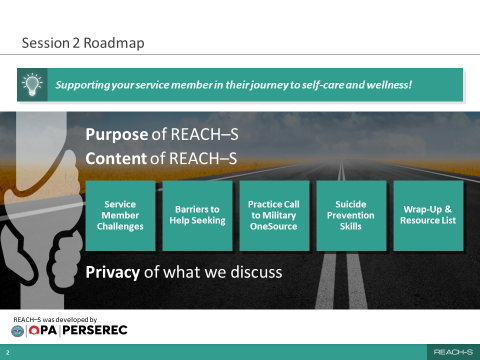 Session 2 Roadmap
Supporting your service member in their journey to self-care and wellness!
Purpose of REACH–S
Content of REACH–S
Service
Member
Challenges
Barriers to
Help Seeking
Practice Call
to Military
OneSource
Suicide
Prevention
Skills
Wrap-Up &
Resource List
Privacy of what we discuss
REACH–S was developed by
OPA PERSEREC
2
REACH–S